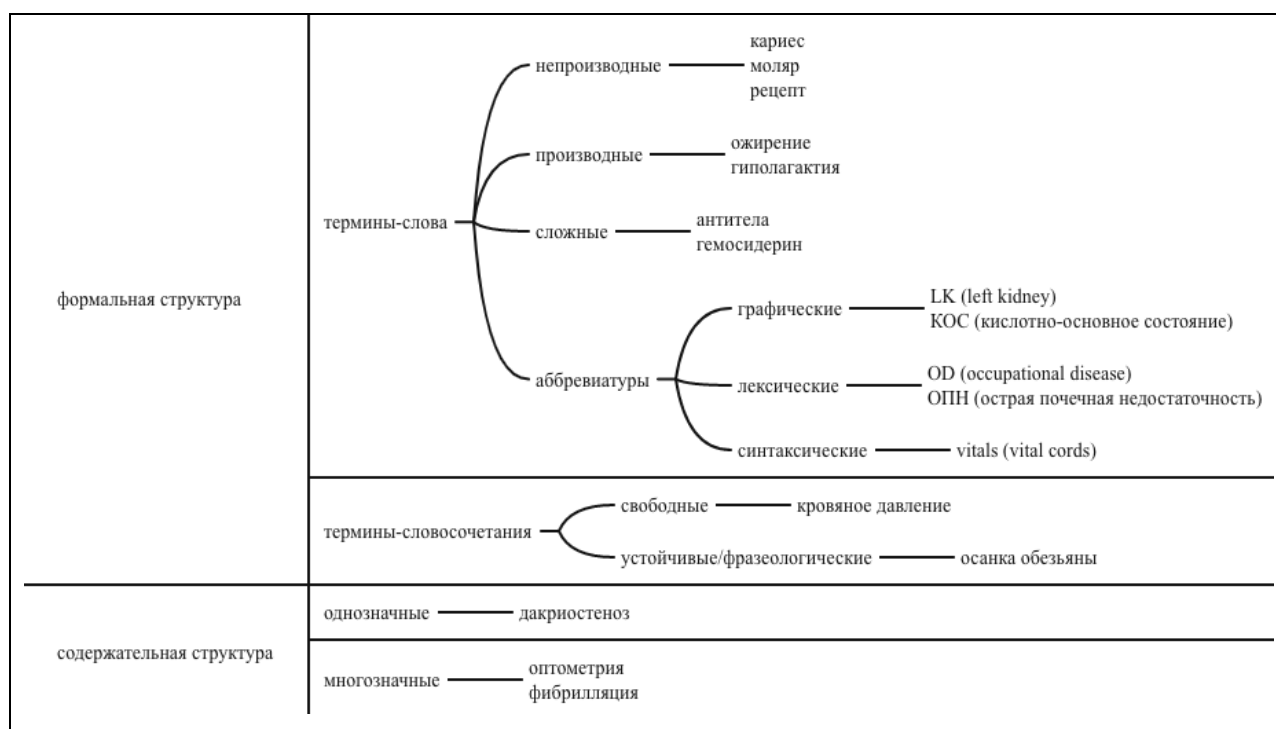 формальная структура
термины-слова
непроизводные
кариес
моляр
рецепт
производные
ожирение
гиполагактия
сложные
антитела
гемосидерин
аббревиатуры
графические
LK (left kidney)
КОС (кислотно-основное состояние)
лексические
OD (occupational disease)
ОПН (острая почечная недостаточность)
синтаксические
vitals (vital cords)
термины-словосочетания
свободные
кровяное давление
устойчивые/фразеологические
осанка обезьяны
содержательная структура
однозначные
дакриостеноз
многозначные
оптометрия
фибрилляция